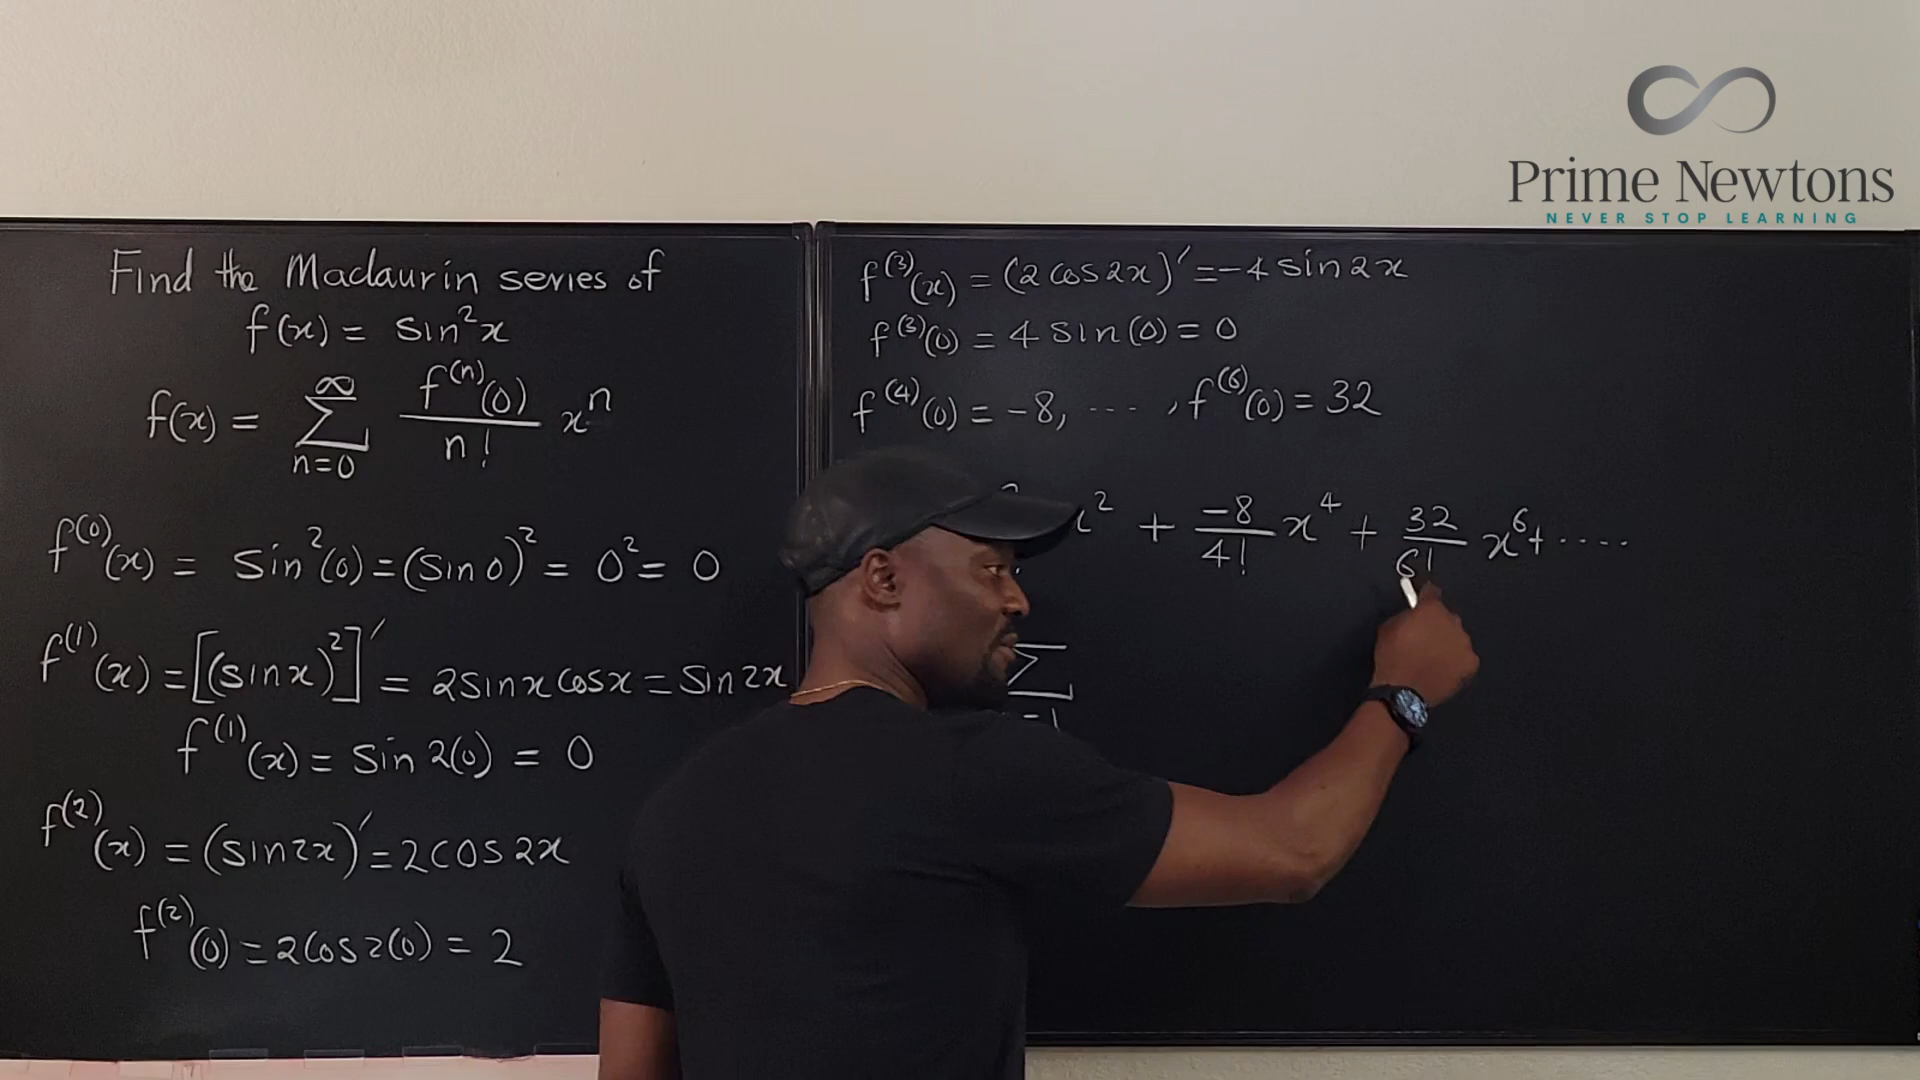 Prime Newtons
NEVER STOP LEARNING
Find the Maclaurin series of
f(x) = sin²x
f(x) = ∑_{n=0}^{∞} f⁽ⁿ⁾(0)/n! xⁿ
f⁽⁰⁾(x) = sin²(0) = (sin 0)² = 0² = 0
f⁽¹⁾(x) = [(sin x)²]′ = 2 sin x cos x = sin 2x
f⁽¹⁾(x) = sin 2(0) = 0
f⁽²⁾(x) = (sin 2x)′ = 2 cos 2x
f⁽²⁾(0) = 2 cos 2(0) = 2
f⁽³⁾(x) = (2 cos 2x)′ = -4 sin 2x
f⁽³⁾(0) = 4 sin(0) = 0
f⁽⁴⁾(0) = -8, ···· , f⁽⁶⁾(0) = 32
x² + -8/4! x⁴ + 32/6! x⁶ + ····
∑
=1